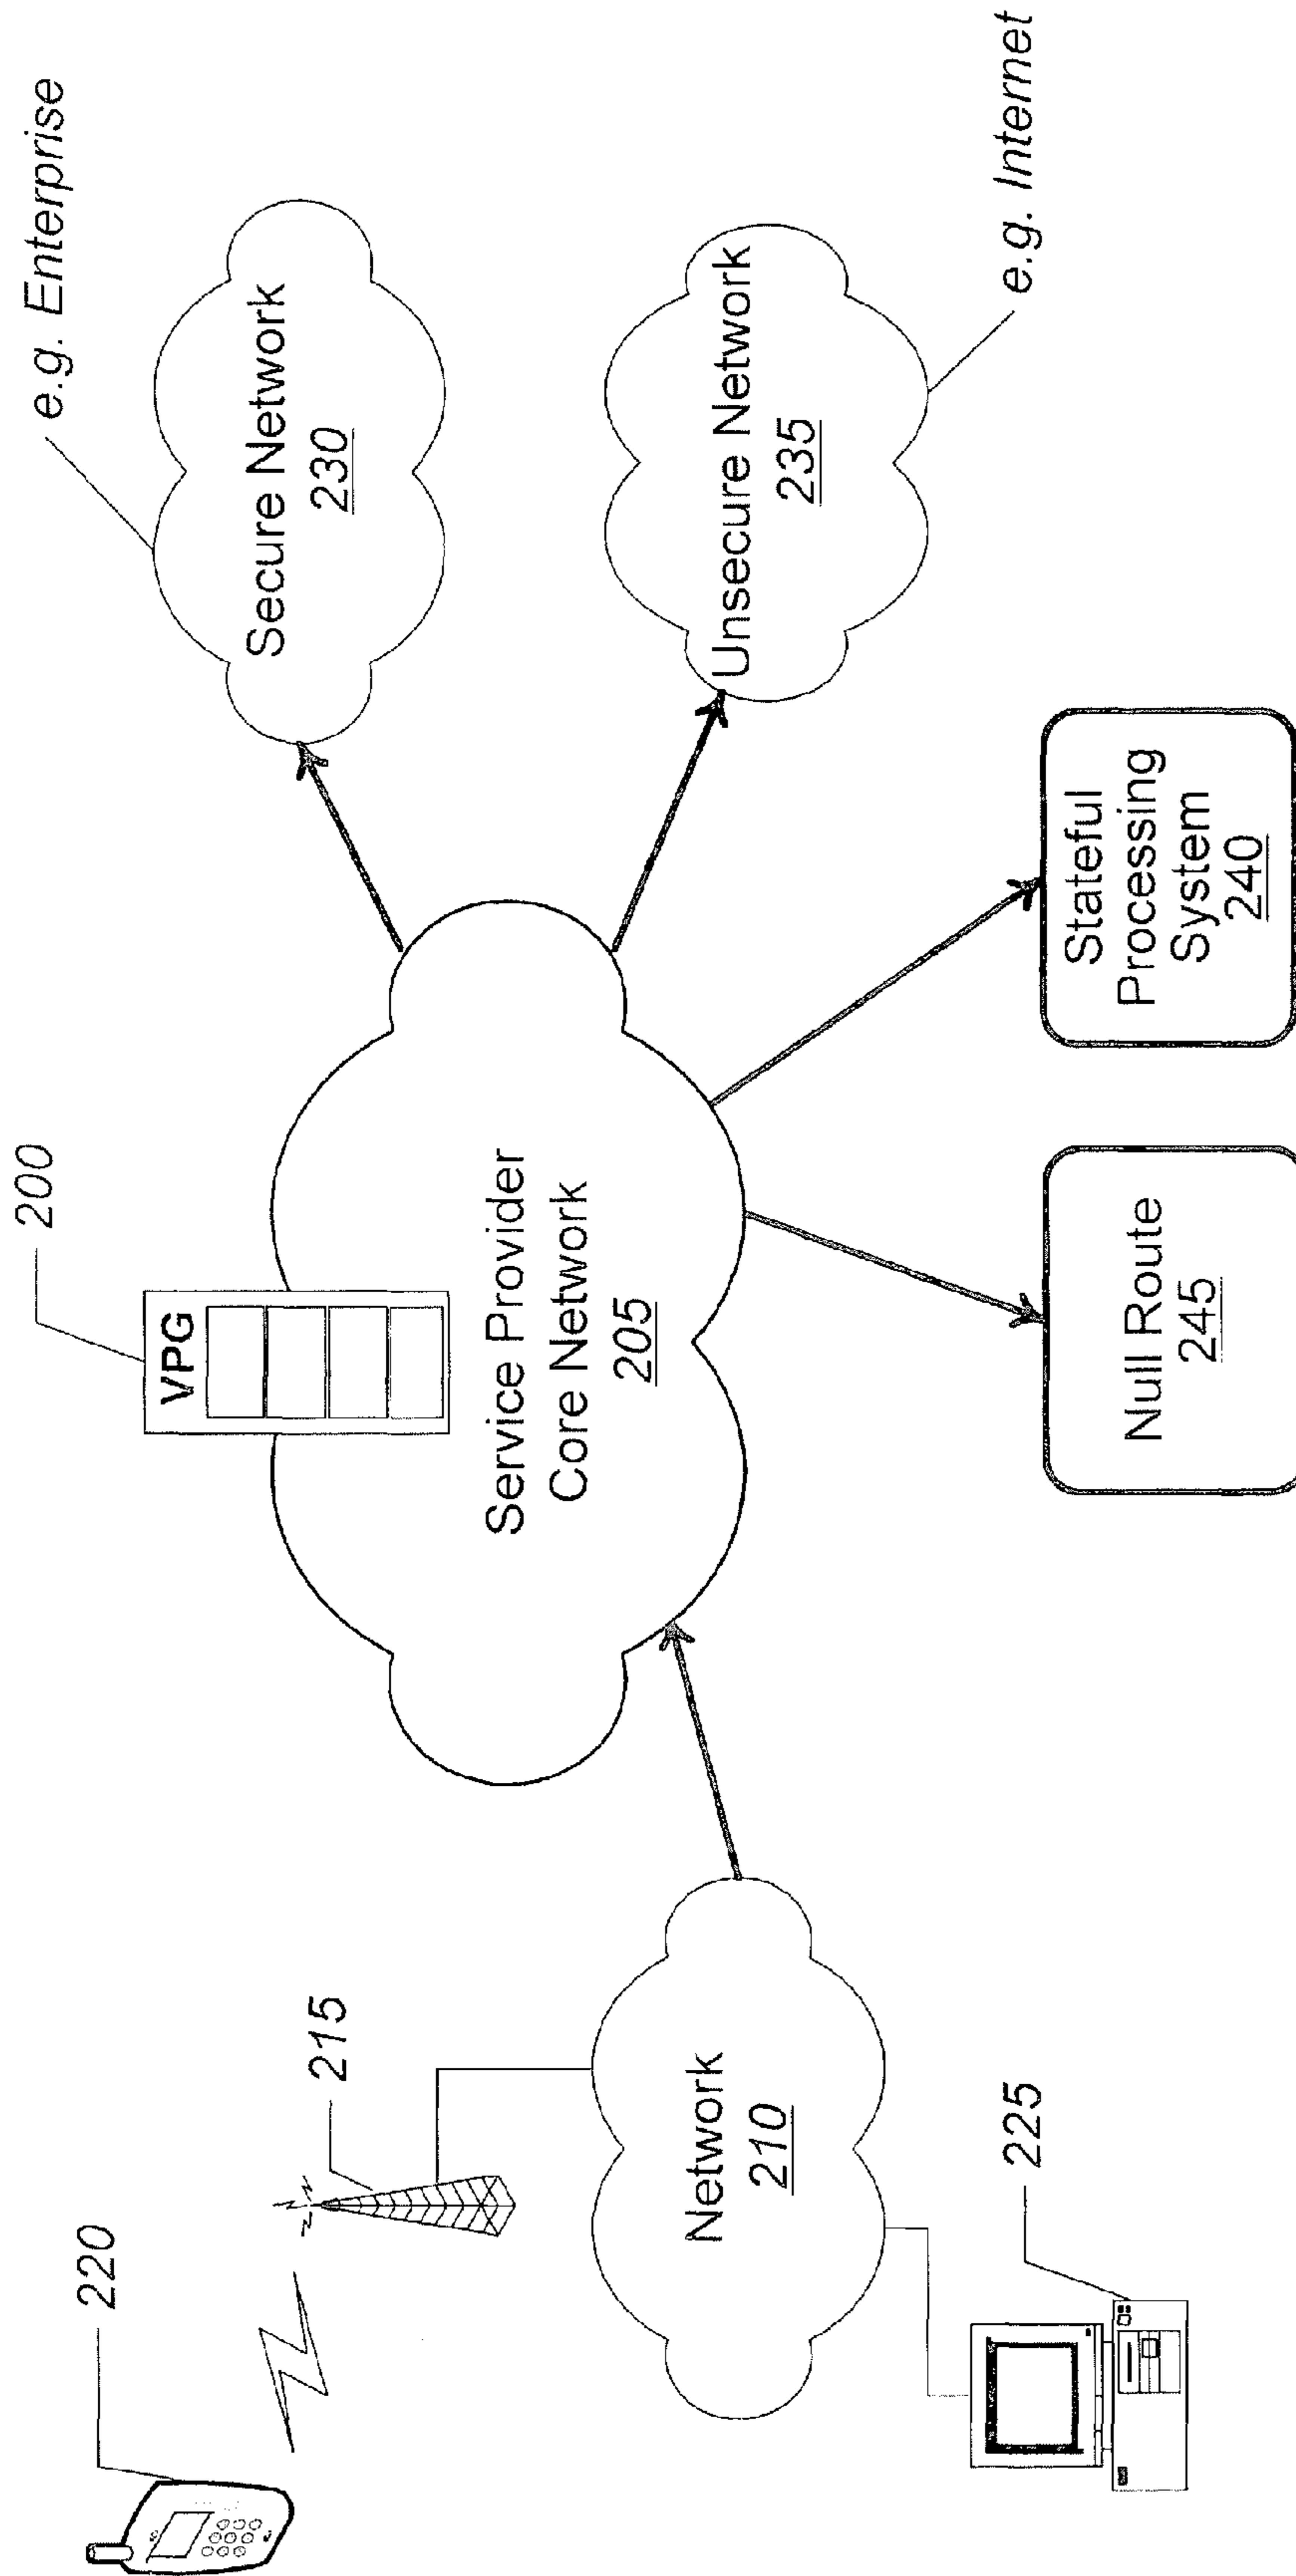 220
215
Network
210
225
200
VPG
Service Provider
Core Network
205
e.g. Enterprise
Secure Network
230
Unsecure Network
235
e.g. Internet
Null Route
245
Stateful
Processing
System
240